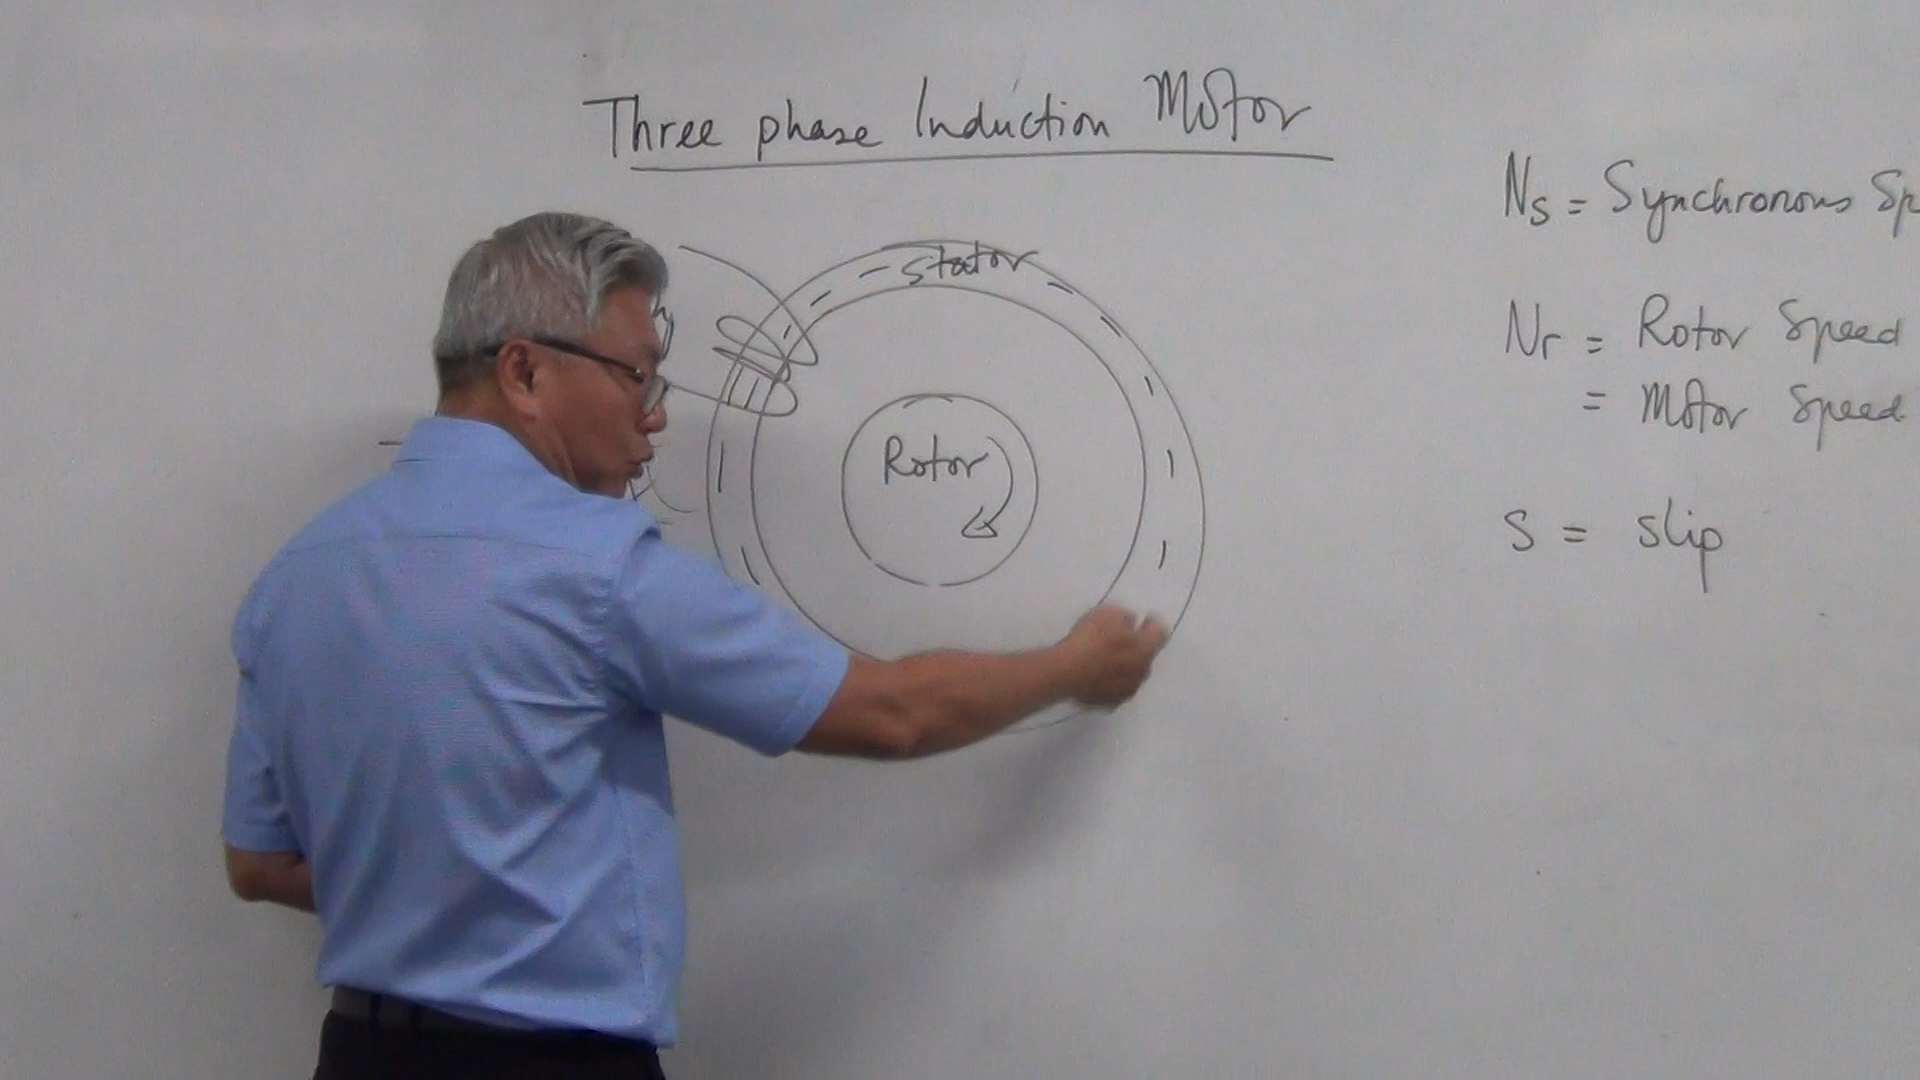 Three phase Induction Motor
Stator
Rotor
Ns = Synchronous Sp
Nr = Rotor Speed
= Motor Speed
S = slip